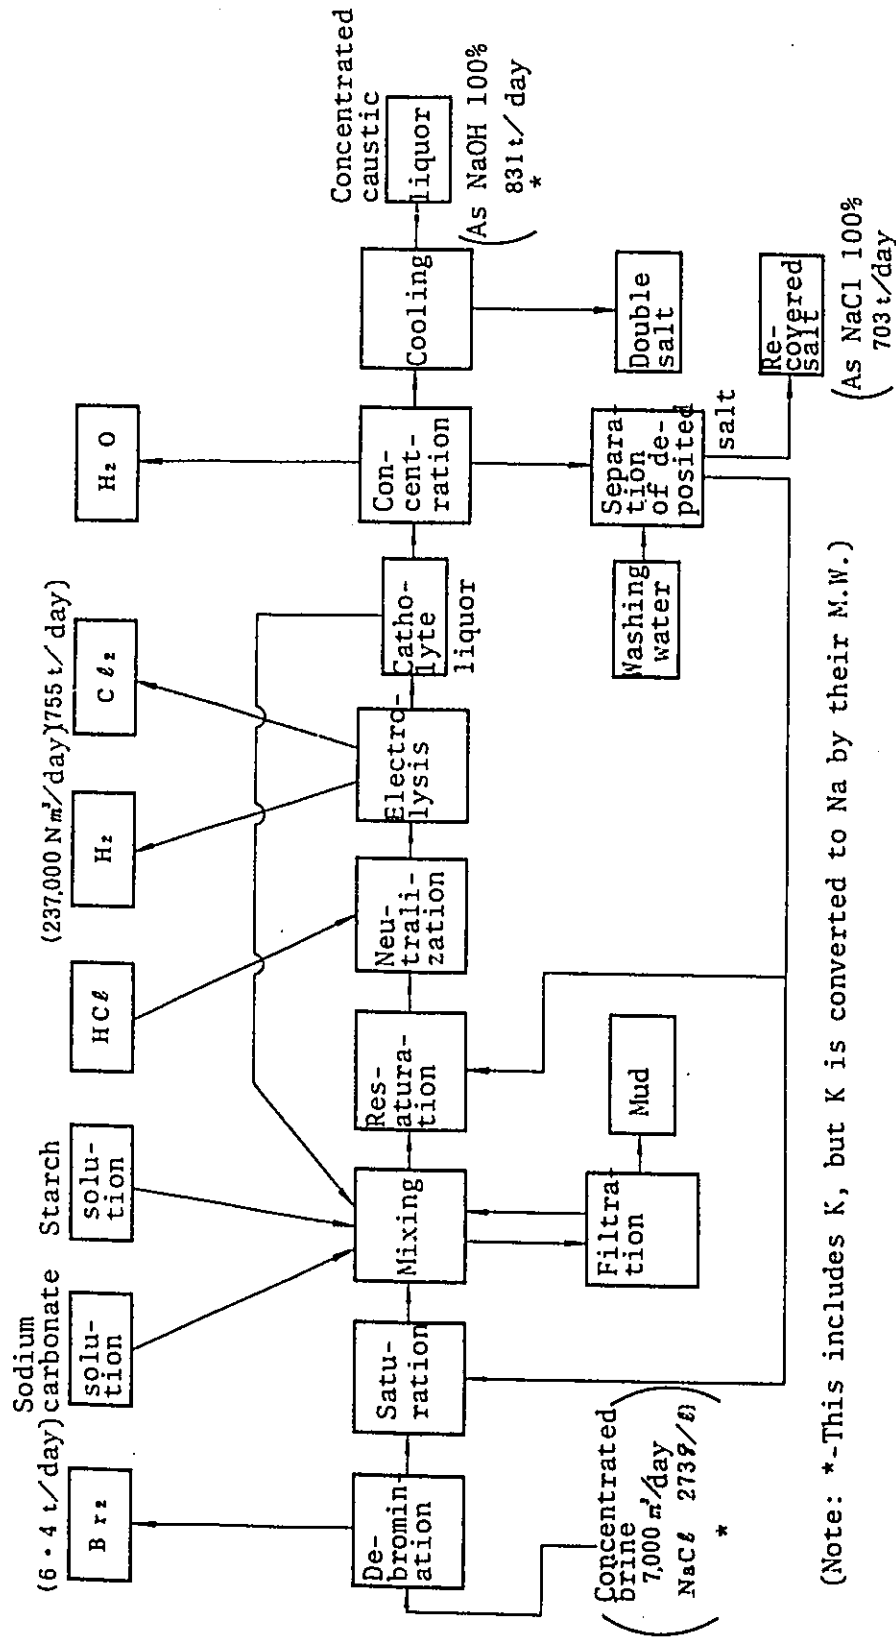 (6・4 t/day)
Br₂
Sodium
carbonate
solu-
tion
Starch
solu-
tion
HCℓ
(237,000 Nm³/day)
H₂
(755 t/day)
Cℓ₂
H₂O
De-
bromin-
ation
Satu-
ration
Mixing
Res-
atura-
tion
Neu-
trali-
zation
Electro-
lysis
Catho-
lyte
liquor
Con-
cent-
ration
Cooling
Concentrated
caustic
liquor
(As NaOH 100%
831 t/day
*
Concentrated
brine
7,000 m³/day
NaCℓ 273g/ℓ)
*
Filtra-
tion
Mud
Washing
water
Separa-
tion
of de-
posited
salt
Double
salt
Re-
covered
salt
(As NaCl 100%
703 t/day
(Note: *-This includes K, but K is converted to Na by their M.W.)